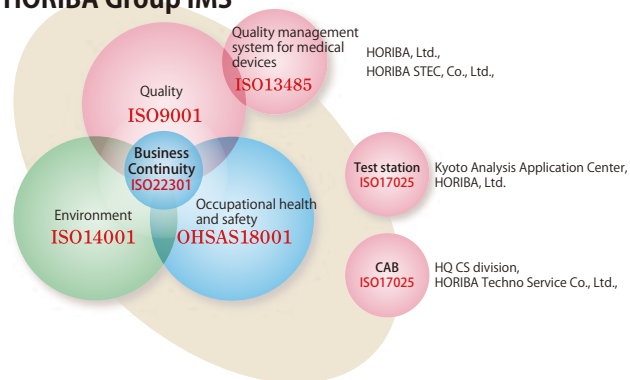 HORIBA Group IMS
Quality management
system for medical
devices
ISO13485
HORIBA, Ltd.,
HORIBA STEC, Co., Ltd.,
Quality
ISO9001
Business
Continuity
ISO22301
Test station
ISO17025
Kyoto Analysis Application Center,
HORIBA, Ltd.
Environment
ISO14001
Occupational health
and safety
OHSAS18001
CAB
ISO17025
HQ CS division,
HORIBA Techno Service Co., Ltd.,